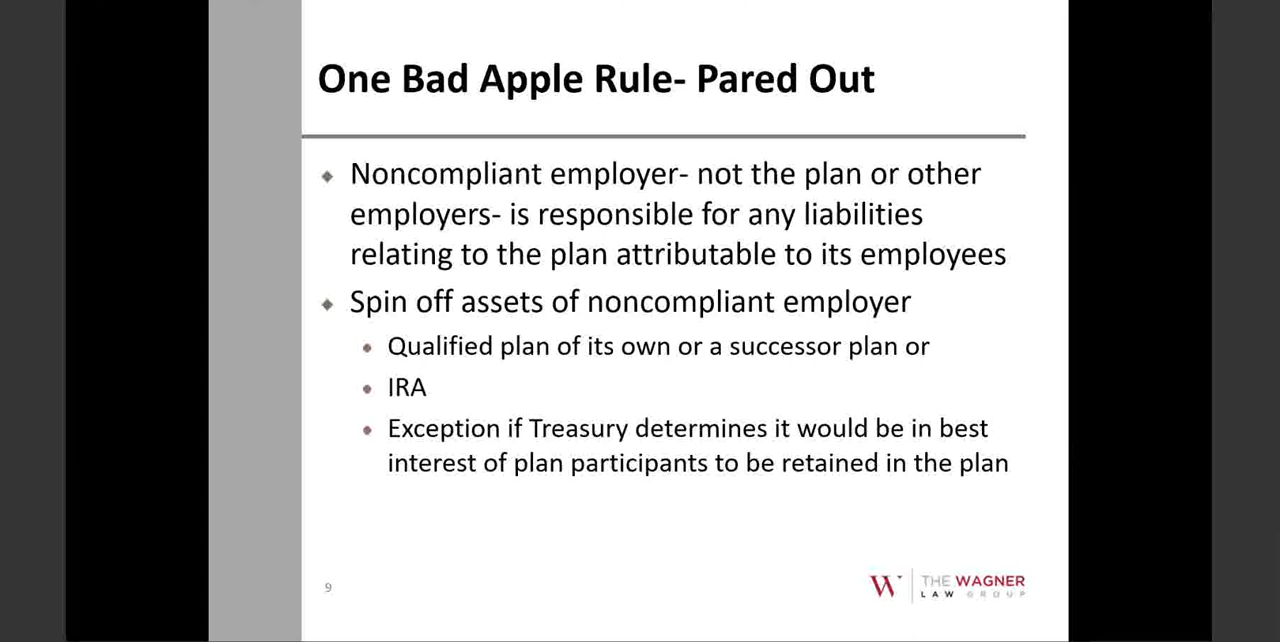 One Bad Apple Rule- Pared Out
Noncompliant employer- not the plan or other
employers- is responsible for any liabilities
relating to the plan attributable to its employees
Spin off assets of noncompliant employer
Qualified plan of its own or a successor plan or
IRA
Exception if Treasury determines it would be in best
interest of plan participants to be retained in the plan
9
W
THE WAGNER
LAW GROUP